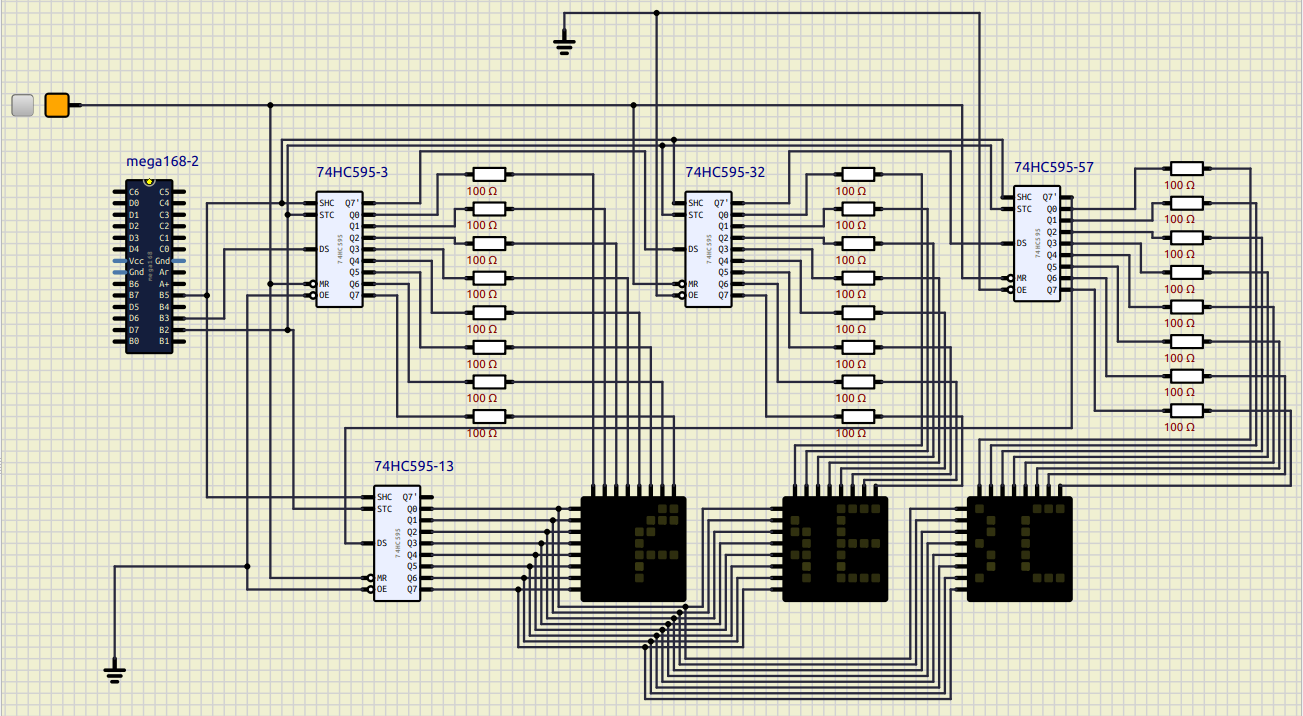 mega168-2
C6 C5
D0 C4
D1 C3
D2 C2
D3 C1
D4 C0
Vcc Gnd
Gnd Ar
B6 A+
B7 B5
D5 B4
D6 B3
D7 B2
B0 B1
mega168
74HC595-3
SHC Q7'
STC Q0
Q1
Q2
DS Q3
Q4
Q5
MR Q6
OE Q7
74HC595
100 Ω
100 Ω
100 Ω
100 Ω
100 Ω
100 Ω
100 Ω
100 Ω
74HC595-32
SHC Q7'
STC Q0
Q1
Q2
DS Q3
Q4
Q5
MR Q6
OE Q7
74HC595
100 Ω
100 Ω
100 Ω
100 Ω
100 Ω
100 Ω
100 Ω
100 Ω
74HC595-57
SHC Q7'
STC Q0
Q1
Q2
DS Q3
Q4
Q5
MR Q6
OE Q7
74HC595
100 Ω
100 Ω
100 Ω
100 Ω
100 Ω
100 Ω
100 Ω
100 Ω
74HC595-13
SHC Q7'
STC Q0
Q1
Q2
DS Q3
Q4
Q5
MR Q6
OE Q7
74HC595